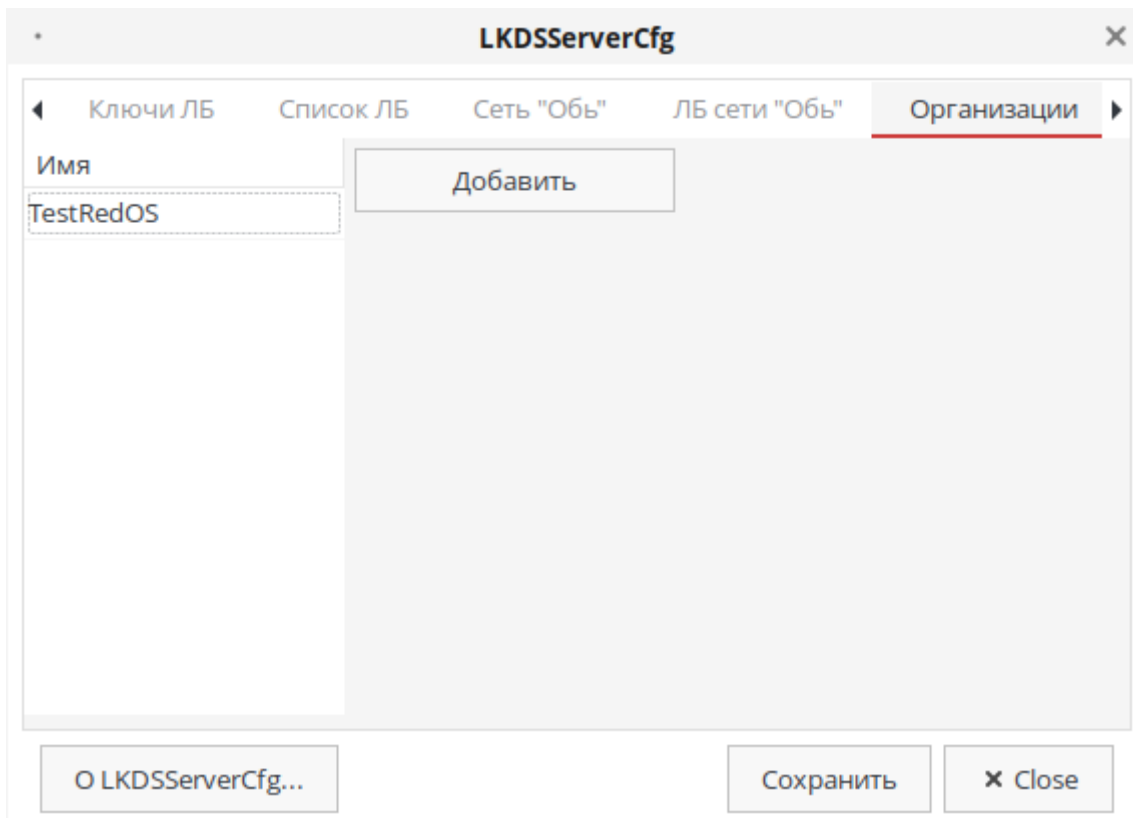 LKDSServerCfg
Ключи ЛБ Список ЛБ Сеть "Обь" ЛБ сети "Обь" Организации
Имя
Добавить
TestRedOS
О LKDSServerCfg...
Сохранить
Close